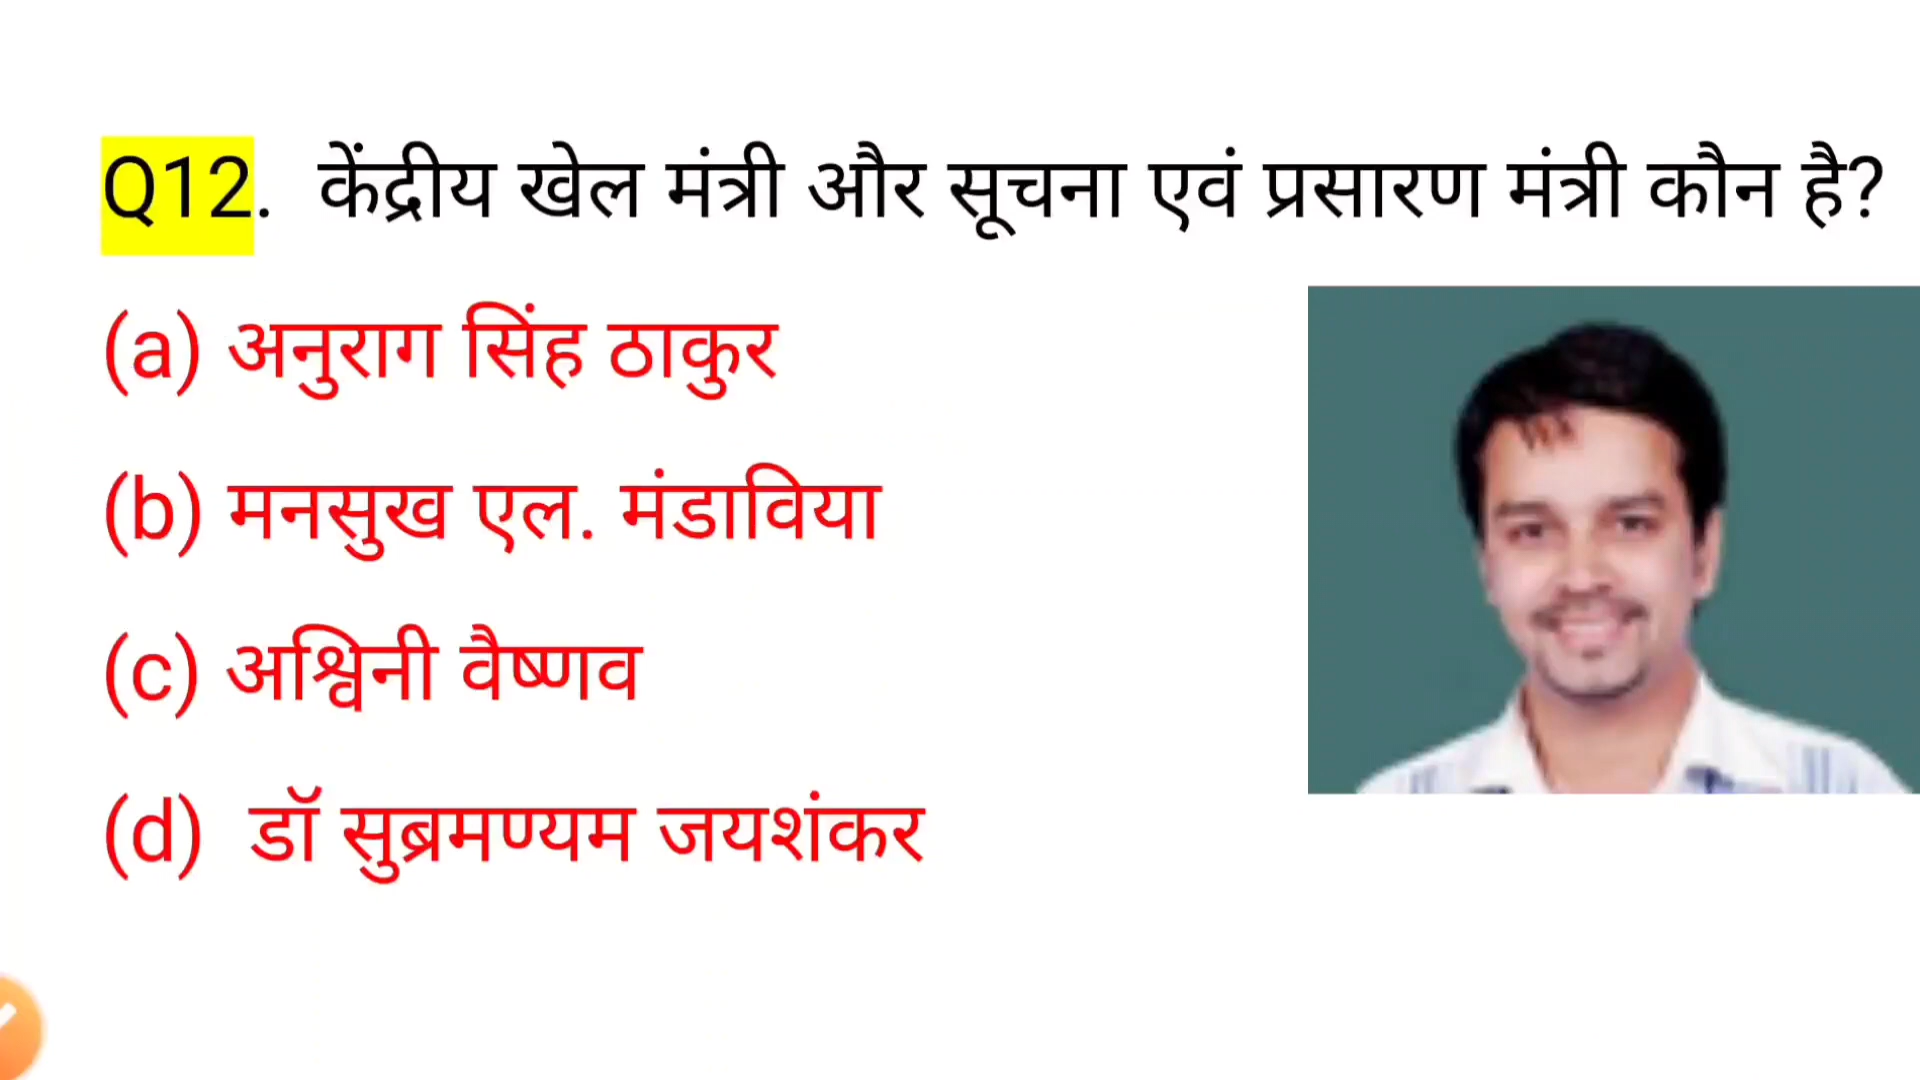 Q12. केंद्रीय खेल मंत्री और सूचना एवं प्रसारण मंत्री कौन है?
(a) अनुराग सिंह ठाकुर
(b) मनसुख एल. मंडाविया
(c) अश्विनी वैष्णव
(d) डॉ सुब्रमण्यम जयशंकर